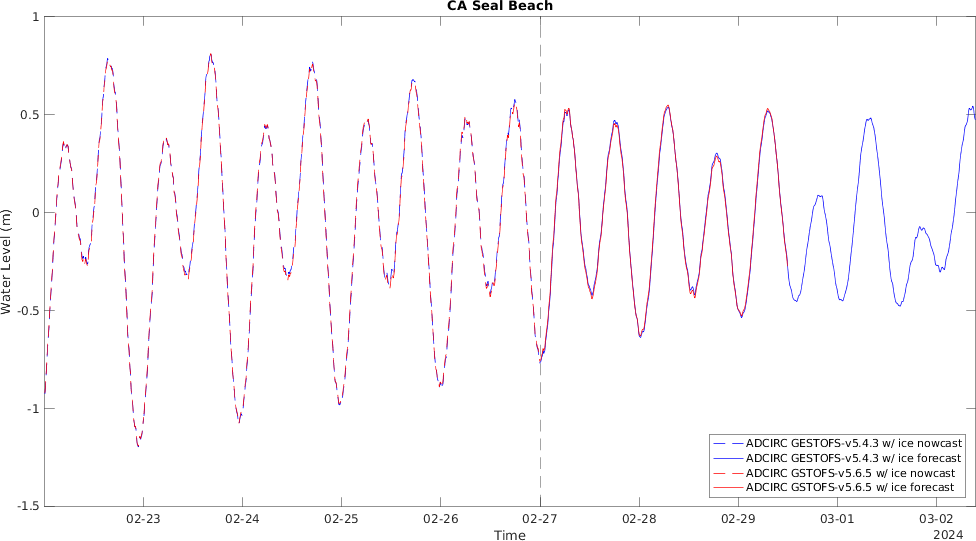 CA Seal Beach
1
0.5
0
-0.5
-1
-1.5
Water Level (m)
02-23
02-24
02-25
02-26
02-27
02-28
02-29
03-01
03-02
Time
2024
ADCIRC GESTOFS-v5.4.3 w/ ice nowcast
ADCIRC GESTOFS-v5.4.3 w/ ice forecast
ADCIRC GSTOFS-v5.6.5 w/ ice nowcast
ADCIRC GSTOFS-v5.6.5 w/ ice forecast